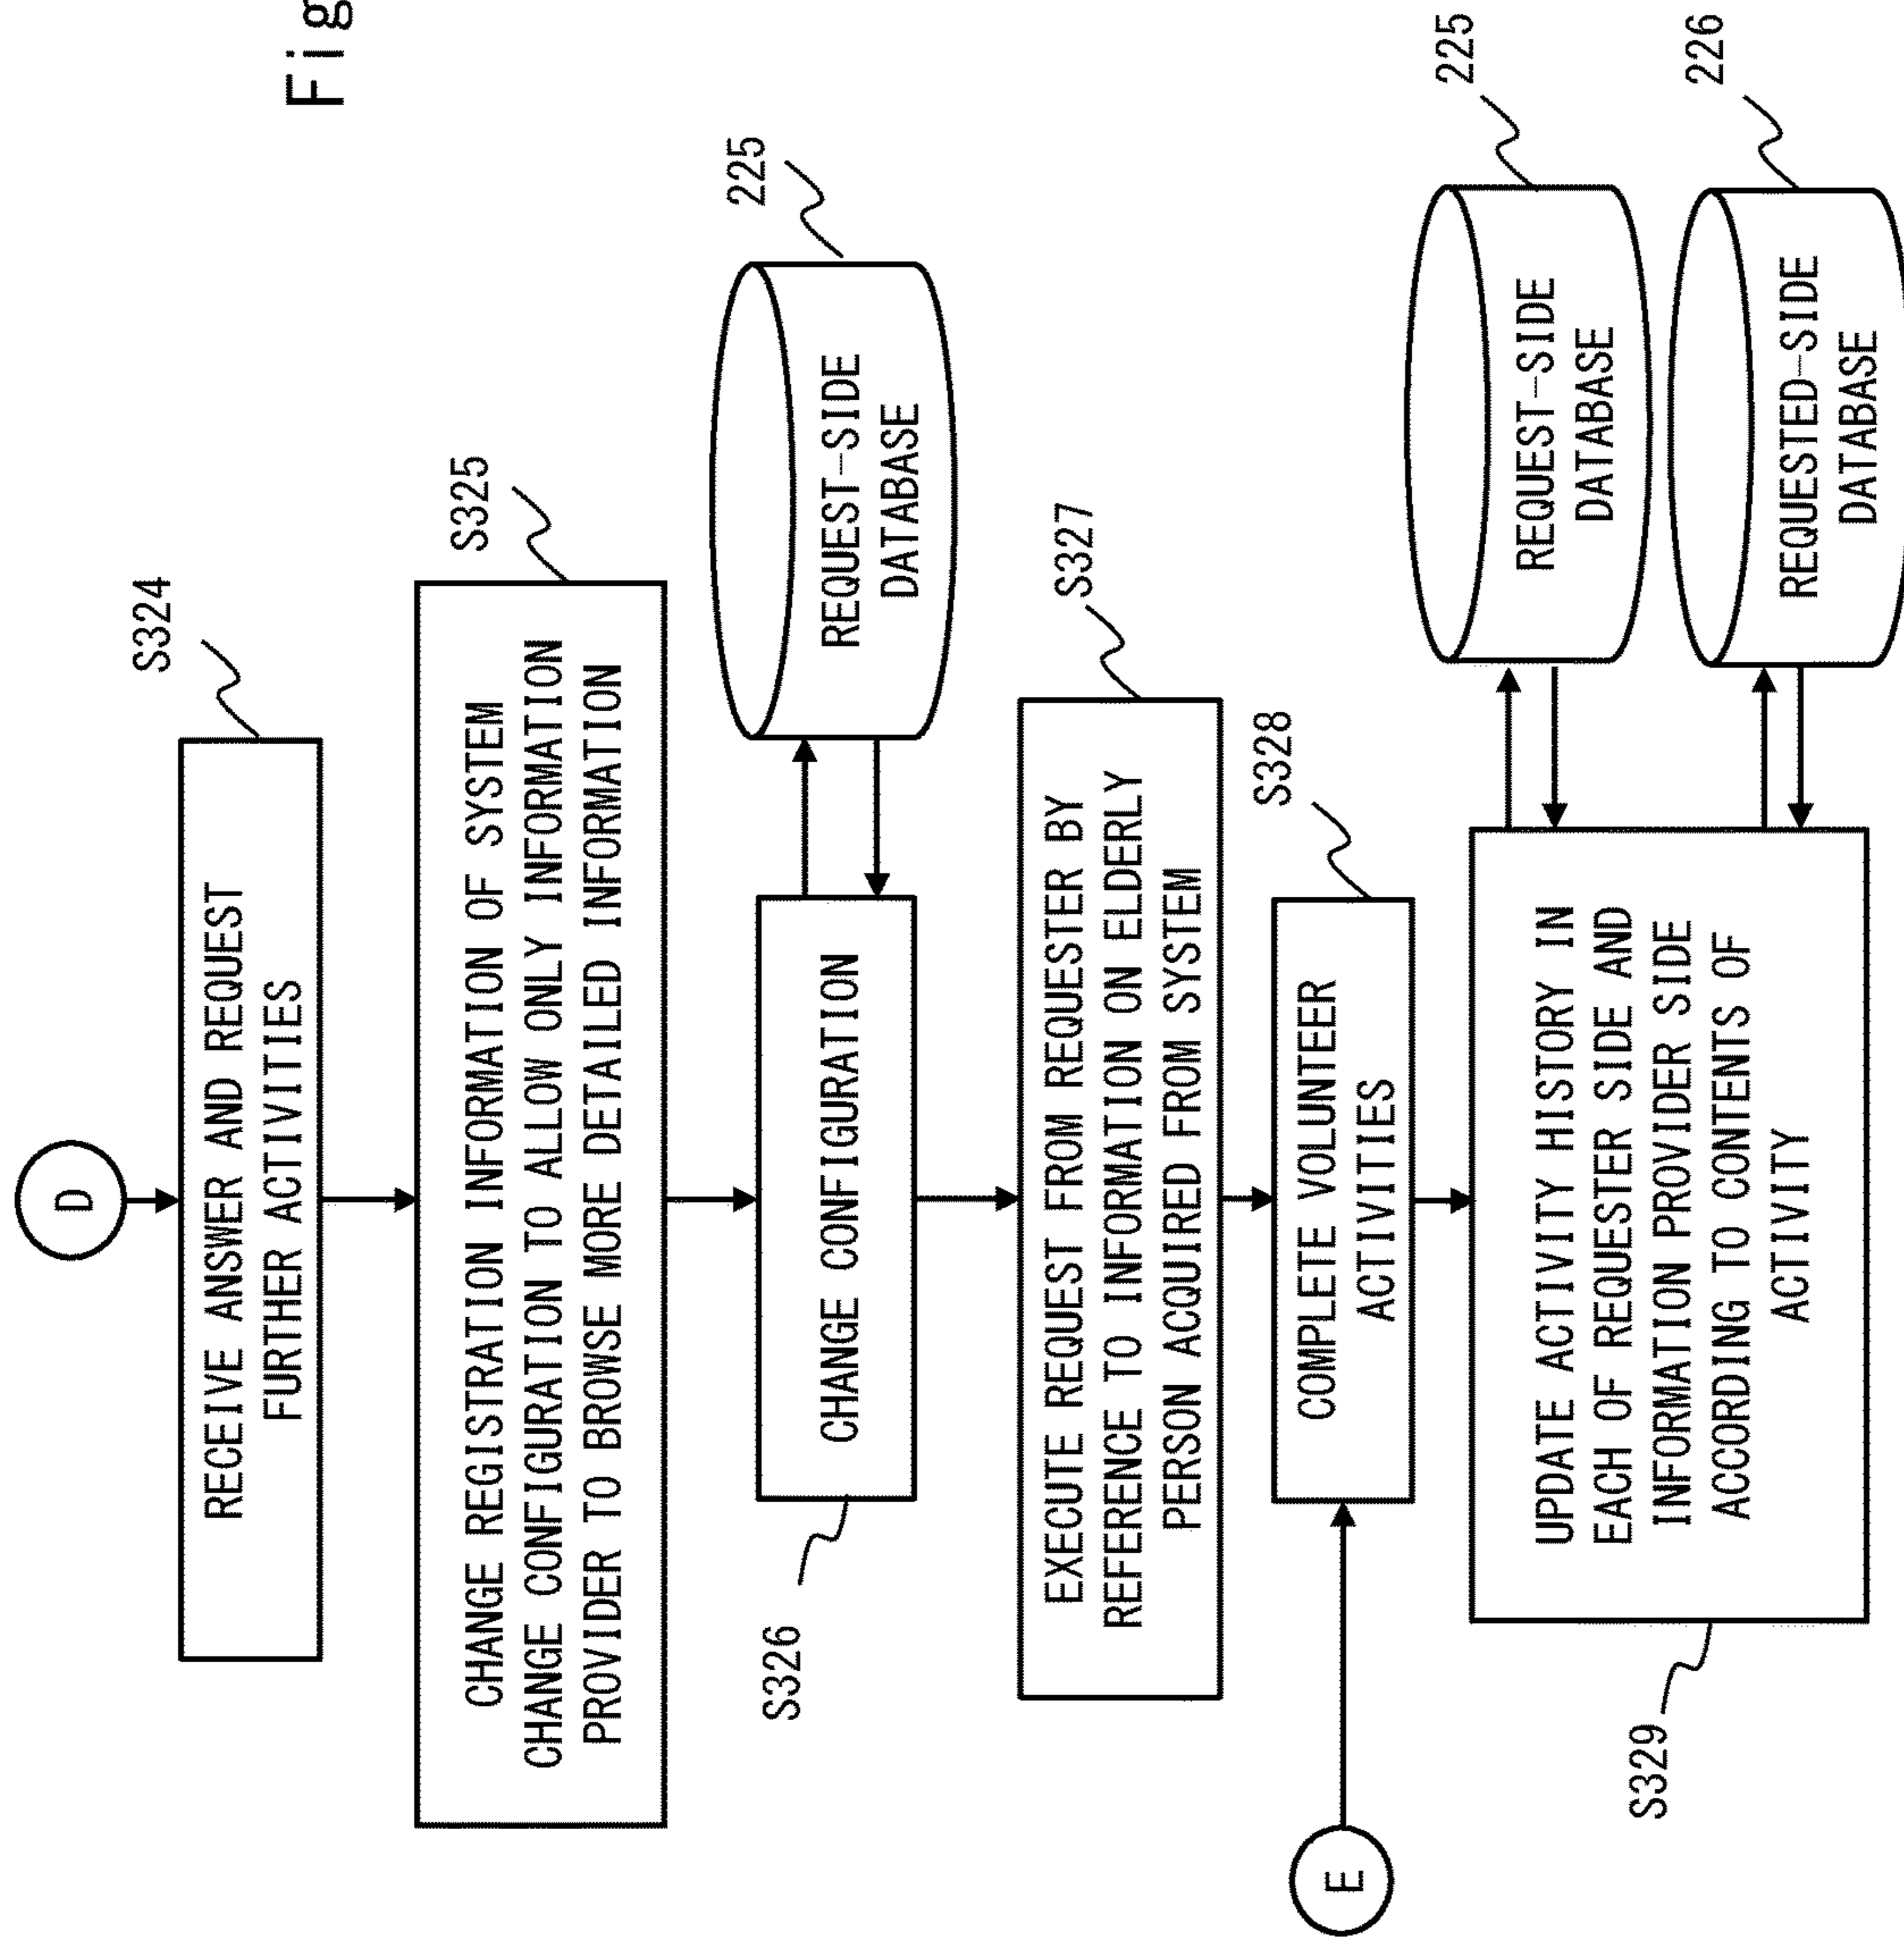 Fig
D
S324
RECEIVE ANSWER AND REQUEST
FURTHER ACTIVITIES
S325
CHANGE REGISTRATION INFORMATION OF SYSTEM
CHANGE CONFIGURATION TO ALLOW ONLY INFORMATION
PROVIDER TO BROWSE MORE DETAILED INFORMATION
S326
CHANGE CONFIGURATION
225
REQUEST-SIDE
DATABASE
S327
EXECUTE REQUEST FROM REQUESTER BY
REFERENCE TO INFORMATION ON ELDERLY
PERSON ACQUIRED FROM SYSTEM
E
S328
COMPLETE VOLUNTEER
ACTIVITIES
S329
UPDATE ACTIVITY HISTORY IN
EACH OF REQUESTER SIDE AND
INFORMATION PROVIDER SIDE
ACCORDING TO CONTENTS OF
ACTIVITY
225
REQUEST-SIDE
DATABASE
226
REQUESTED-SIDE
DATABASE